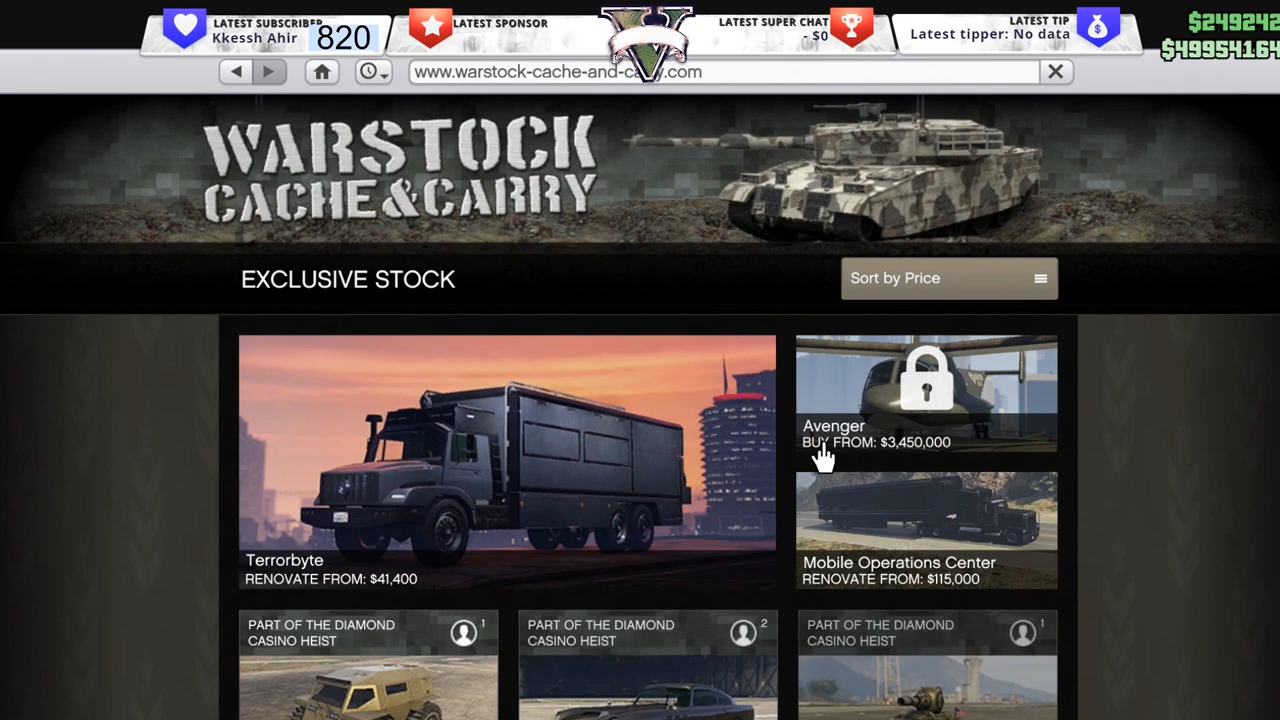 LATEST SUBSCRIBER
Kkessh Ahir
820
LATEST SPONSOR
LATEST SUPER CHAT
- $0
LATEST TIP
Latest tipper: No data
$249242
$49954164
www.warstock-cache-and-carry.com
WARSTOCK
CACHE&CARRY
EXCLUSIVE STOCK
Sort by Price
Avenger
BUY FROM: $3,450,000
Terrorbyte
RENOVATE FROM: $41,400
Mobile Operations Center
RENOVATE FROM: $115,000
PART OF THE DIAMOND
CASINO HEIST
1
PART OF THE DIAMOND
CASINO HEIST
2
PART OF THE DIAMOND
CASINO HEIST
1